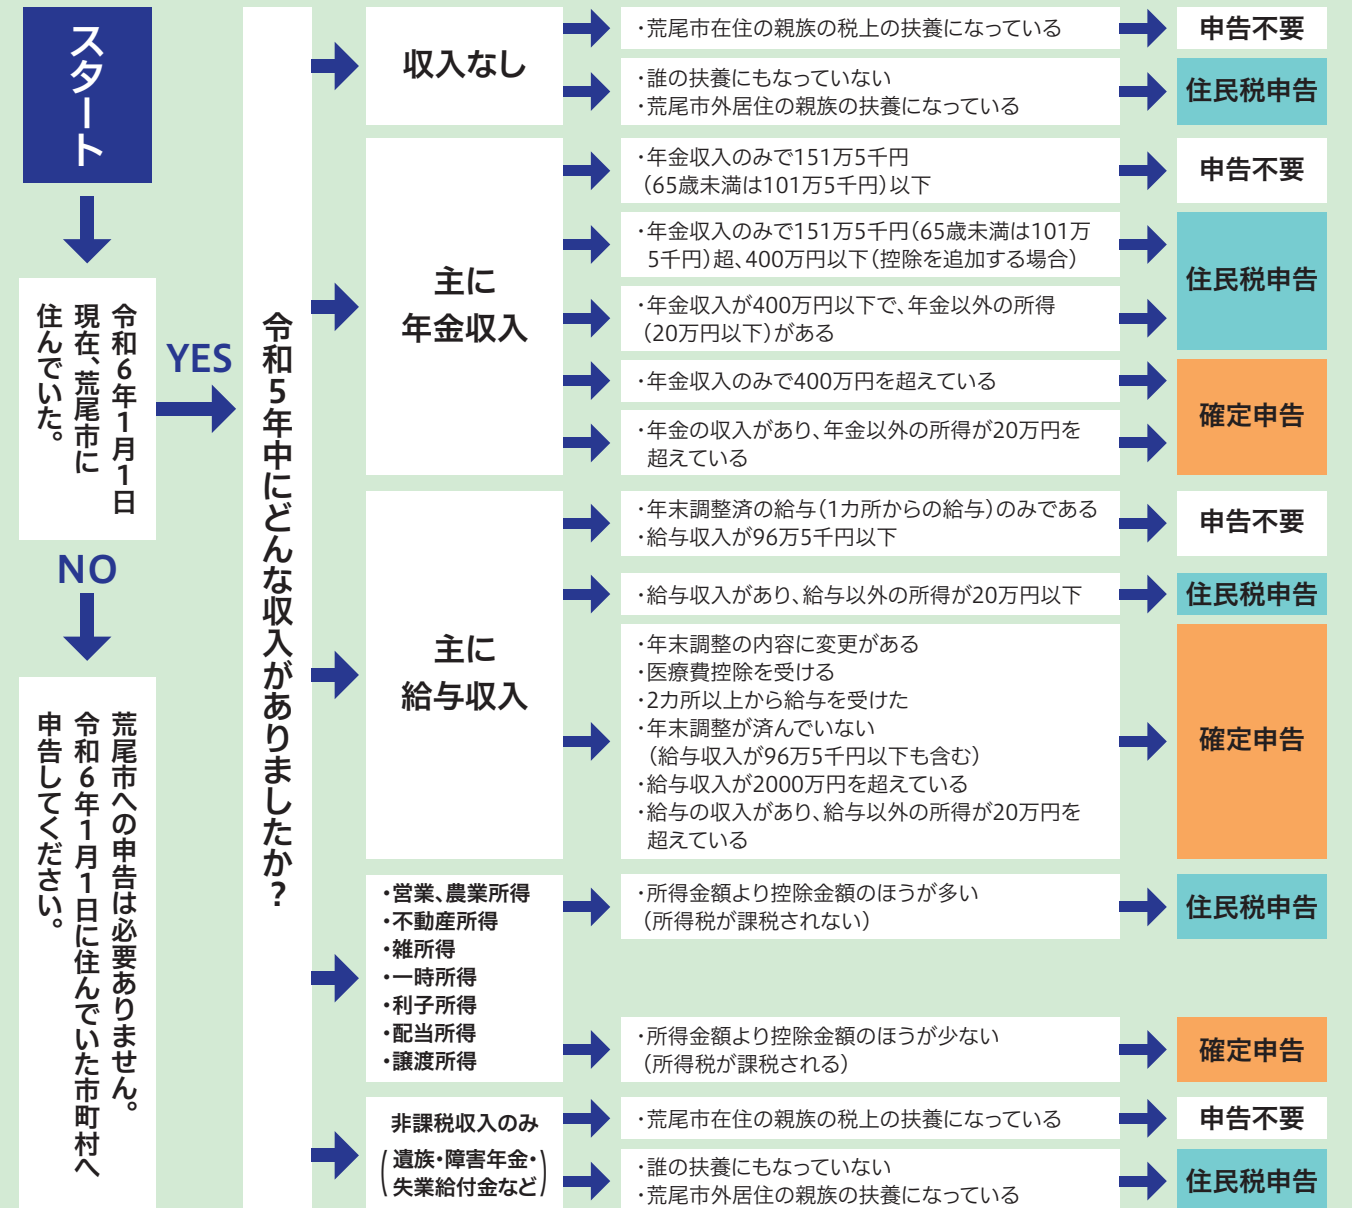 スタート
令和6年1月1日
現在、荒尾市に
住んでいた。
YES
NO
荒尾市への申告は必要ありません。
令和6年1月1日に住んでいた市町村へ
申告してください。
令和5年中にどんな収入がありましたか？
収入なし
・荒尾市在住の親族の税上の扶養になっている
申告不要
・誰の扶養にもなっていない
・荒尾市外居住の親族の扶養になっている
住民税申告
主に
年金収入
・年金収入のみで151万5千円
（65歳未満は101万5千円）以下
申告不要
・年金収入のみで151万5千円（65歳未満は101万
5千円）超、400万円以下（控除を追加する場合）
・年金収入が400万円以下で、年金以外の所得
（20万円以下）がある
住民税申告
・年金収入のみで400万円を超えている
・年金の収入があり、年金以外の所得が20万円を
超えている
確定申告
主に
給与収入
・年末調整済の給与（1カ所からの給与）のみである
・給与収入が96万5千円以下
申告不要
・給与収入があり、給与以外の所得が20万円以下
住民税申告
・年末調整の内容に変更がある
・医療費控除を受ける
・2カ所以上から給与を受けた
・年末調整が済んでいない
（給与収入が96万5千円以下も含む）
・給与収入が2000万円を超えている
・給与の収入があり、給与以外の所得が20万円を
超えている
確定申告
・営業、農業所得
・不動産所得
・雑所得
・一時所得
・利子所得
・配当所得
・譲渡所得
・所得金額より控除金額のほうが多い
（所得税が課税されない）
住民税申告
・所得金額より控除金額のほうが少ない
（所得税が課税される）
確定申告
非課税収入のみ
（遺族・障害年金・
失業給付金など）
・荒尾市在住の親族の税上の扶養になっている
申告不要
・誰の扶養にもなっていない
・荒尾市外居住の親族の扶養になっている
住民税申告